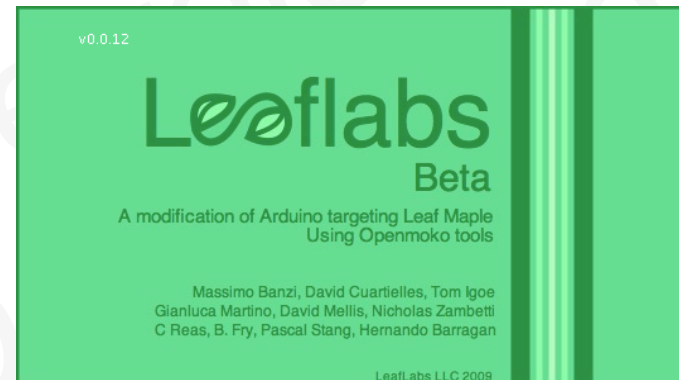 v0.0.12
Leaflabs
Beta
A modification of Arduino targeting Leaf Maple
Using Openmoko tools
Massimo Banzi, David Cuartielles, Tom Igoe
Gianluca Martino, David Mellis, Nicholas Zambetti
C Reas, B. Fry, Pascal Stang, Hernando Barragan
LeafLabs LLC 2009